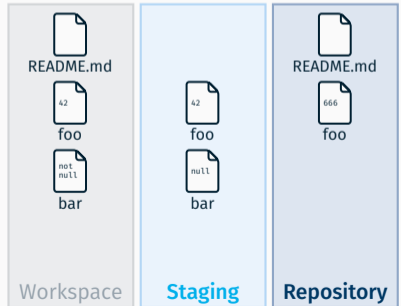 README.md
README.md
42
42
666
foo
foo
foo
not
null
null
bar
bar
Workspace
Staging
Repository